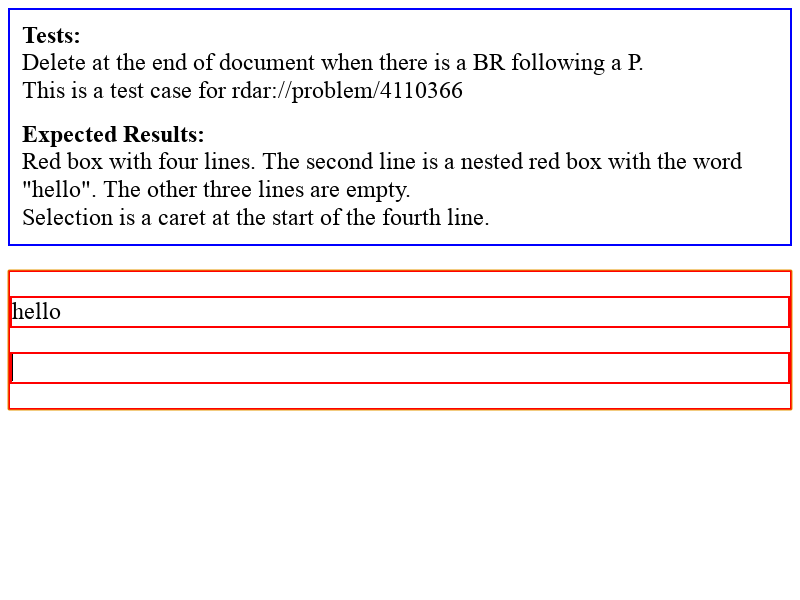 Tests:
Delete at the end of document when there is a BR following a P.
This is a test case for rdar://problem/4110366
Expected Results:
Red box with four lines. The second line is a nested red box with the word
"hello". The other three lines are empty.
Selection is a caret at the start of the fourth line.
hello